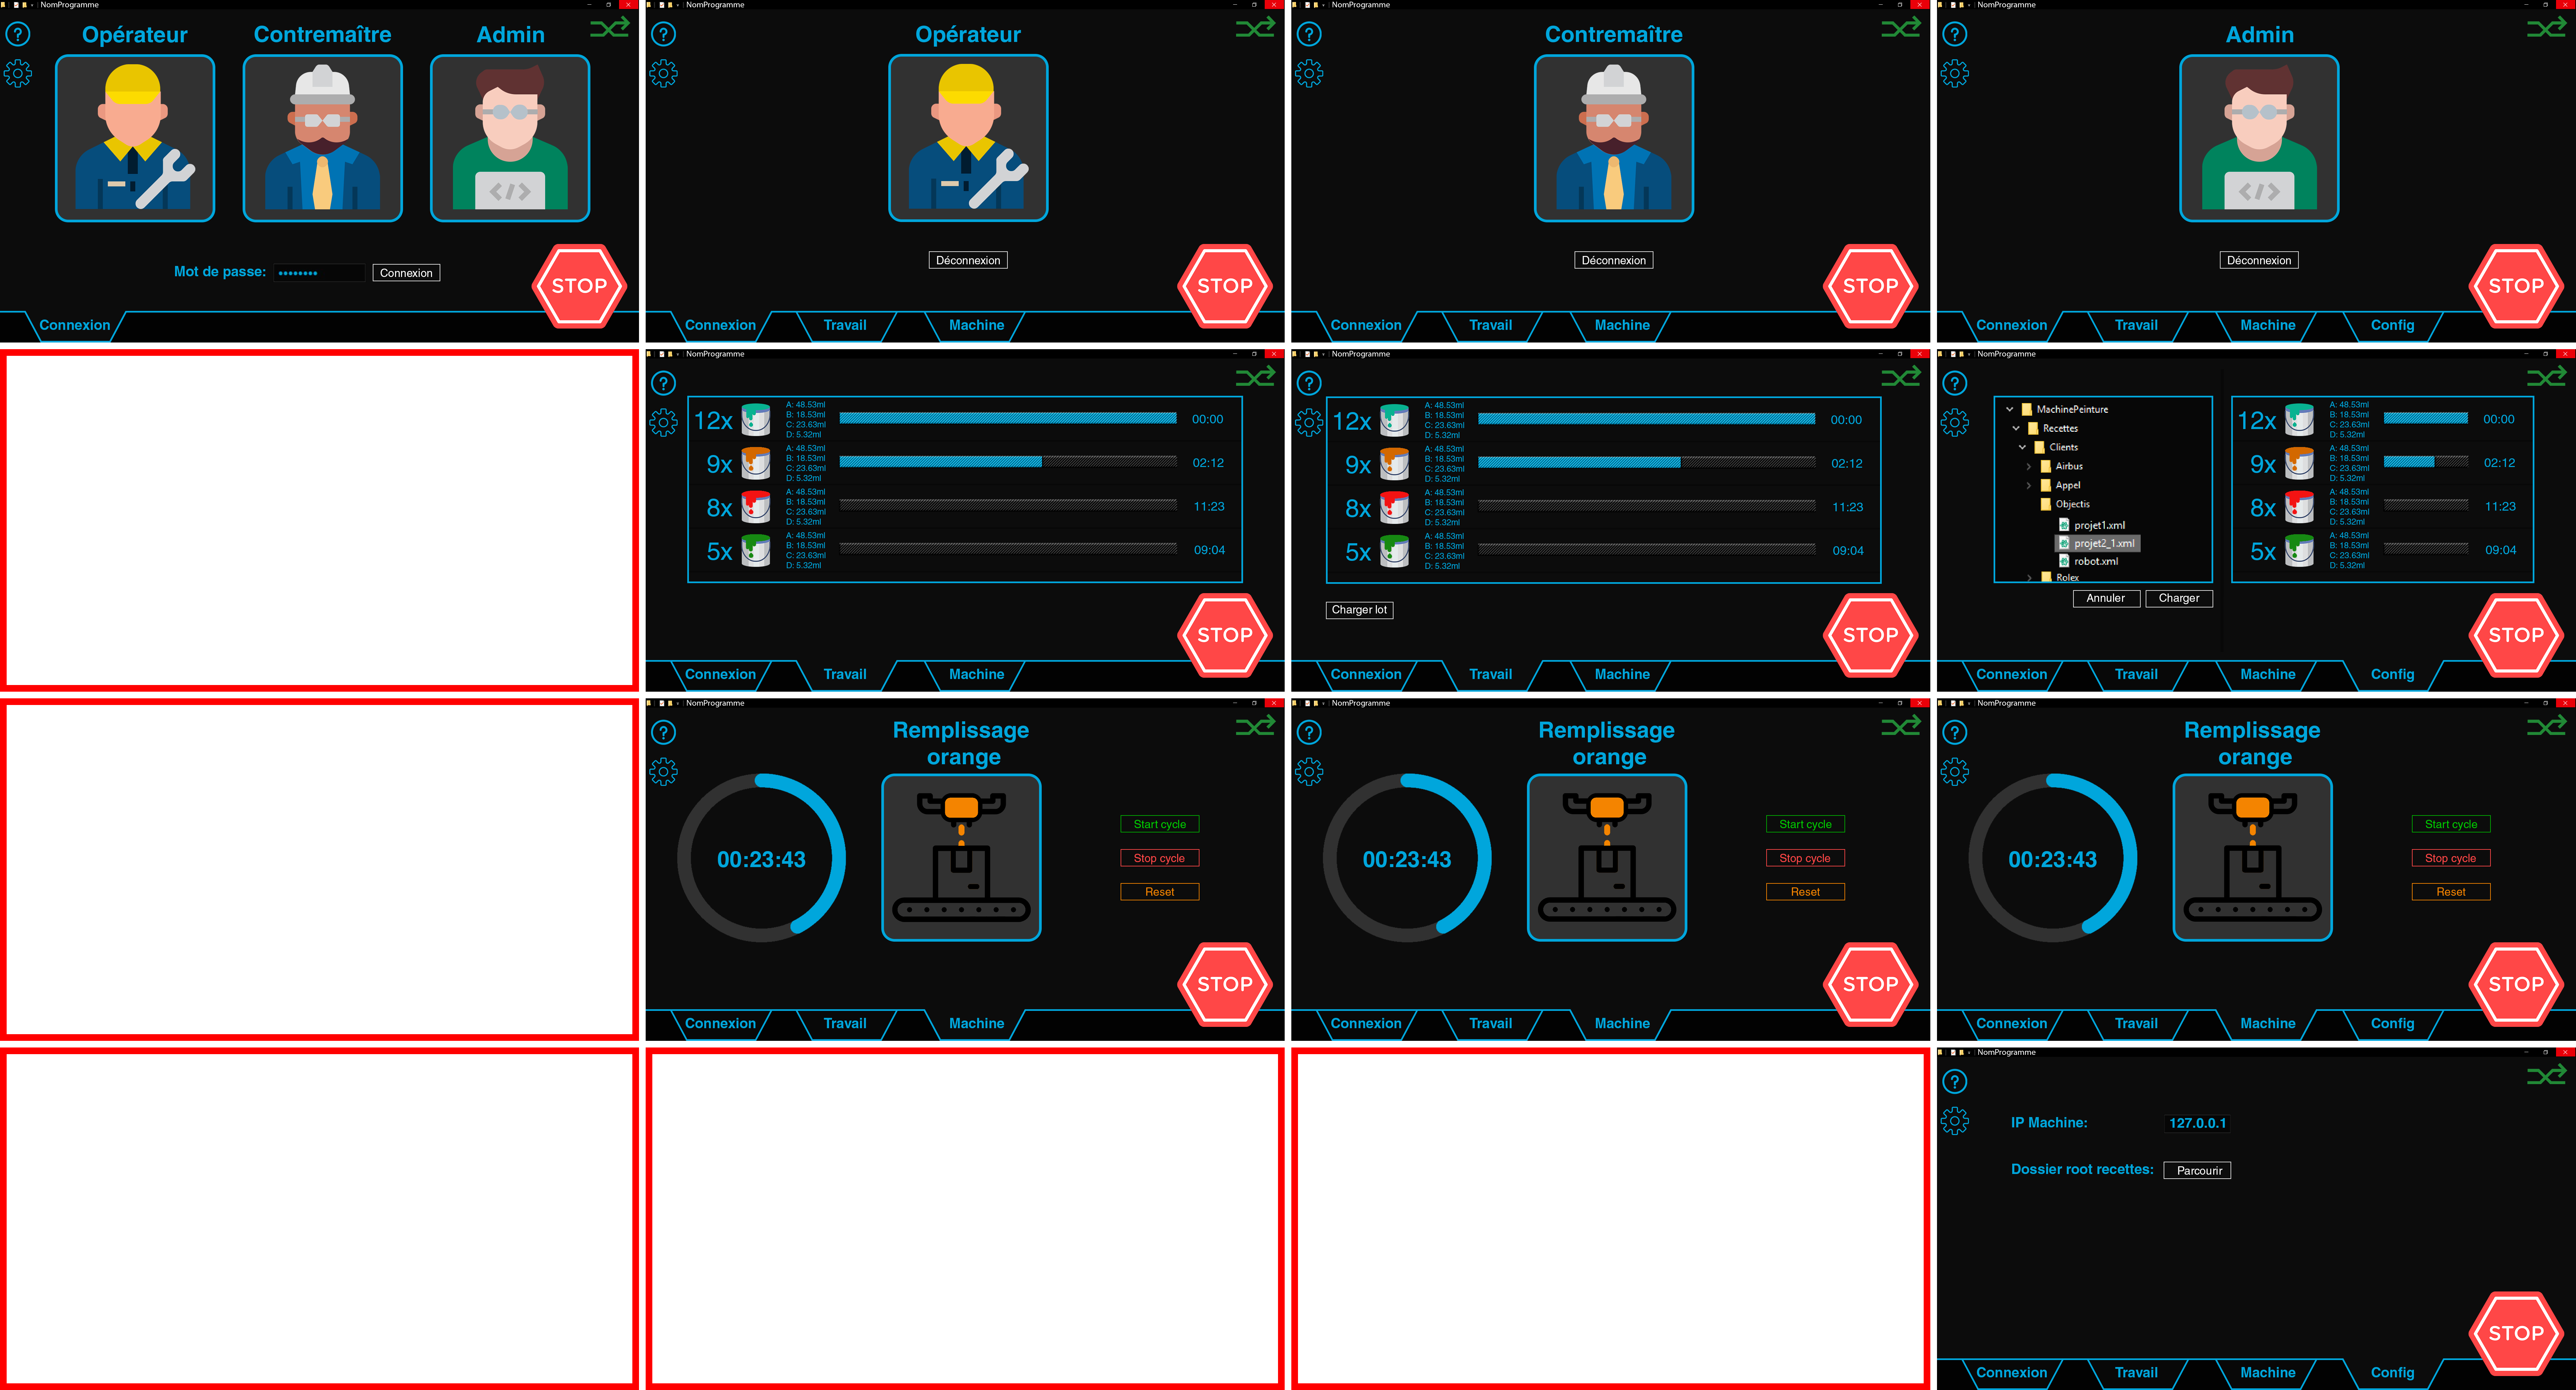 NomProgramme
Opérateur Contremaître Admin
?
</>
Mot de passe: •••••••• Connexion
STOP
Connexion
NomProgramme
?
Opérateur
Déconnexion
STOP
Connexion Travail Machine
NomProgramme
?
Contremaître
Déconnexion
STOP
Connexion Travail Machine
NomProgramme
?
Admin
</>
Déconnexion
STOP
Connexion Travail Machine Config
NomProgramme
?
12x
A: 48.53ml
B: 18.53ml
C: 23.63ml
D: 5.32ml
00:00
9x
A: 48.53ml
B: 18.53ml
C: 23.63ml
D: 5.32ml
02:12
8x
A: 48.53ml
B: 18.53ml
C: 23.63ml
D: 5.32ml
11:23
5x
A: 48.53ml
B: 18.53ml
C: 23.63ml
D: 5.32ml
09:04
STOP
Connexion Travail Machine
NomProgramme
?
12x
A: 48.53ml
B: 18.53ml
C: 23.63ml
D: 5.32ml
00:00
9x
A: 48.53ml
B: 18.53ml
C: 23.63ml
D: 5.32ml
02:12
8x
A: 48.53ml
B: 18.53ml
C: 23.63ml
D: 5.32ml
11:23
5x
A: 48.53ml
B: 18.53ml
C: 23.63ml
D: 5.32ml
09:04
Charger lot
STOP
Connexion Travail Machine
NomProgramme
?
MachinePeinture
Recettes
Clients
Airbus
Appel
Objectis
projet1.xml
projet2_1.xml
robot.xml
Rolex
Annuler Charger
12x
A: 48.53ml
B: 18.53ml
C: 23.63ml
D: 5.32ml
00:00
9x
A: 48.53ml
B: 18.53ml
C: 23.63ml
D: 5.32ml
02:12
8x
A: 48.53ml
B: 18.53ml
C: 23.63ml
D: 5.32ml
11:23
5x
A: 48.53ml
B: 18.53ml
C: 23.63ml
D: 5.32ml
09:04
STOP
Connexion Travail Machine Config
NomProgramme
?
Remplissage
orange
00:23:43
Start cycle
Stop cycle
Reset
STOP
Connexion Travail Machine
NomProgramme
?
Remplissage
orange
00:23:43
Start cycle
Stop cycle
Reset
STOP
Connexion Travail Machine
NomProgramme
?
Remplissage
orange
00:23:43
Start cycle
Stop cycle
Reset
STOP
Connexion Travail Machine Config
NomProgramme
?
IP Machine: 127.0.0.1
Dossier root recettes: Parcourir
STOP
Connexion Travail Machine Config